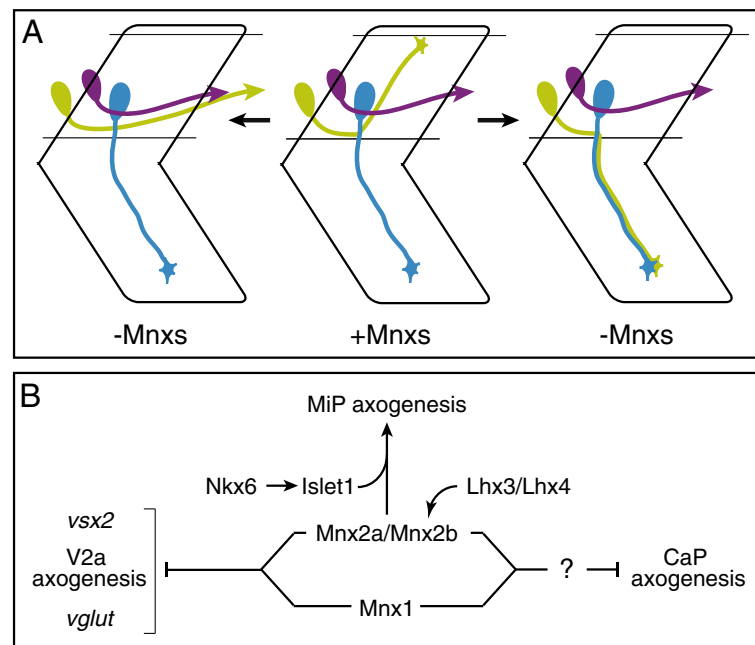 A
-Mnxs
+Mnxs
-Mnxs
B
MiP axogenesis
Nkx6
Islet1
Lhx3/Lhx4
vsx2
V2a
axogenesis
vglut
Mnx2a/Mnx2b
Mnx1
?
CaP
axogenesis